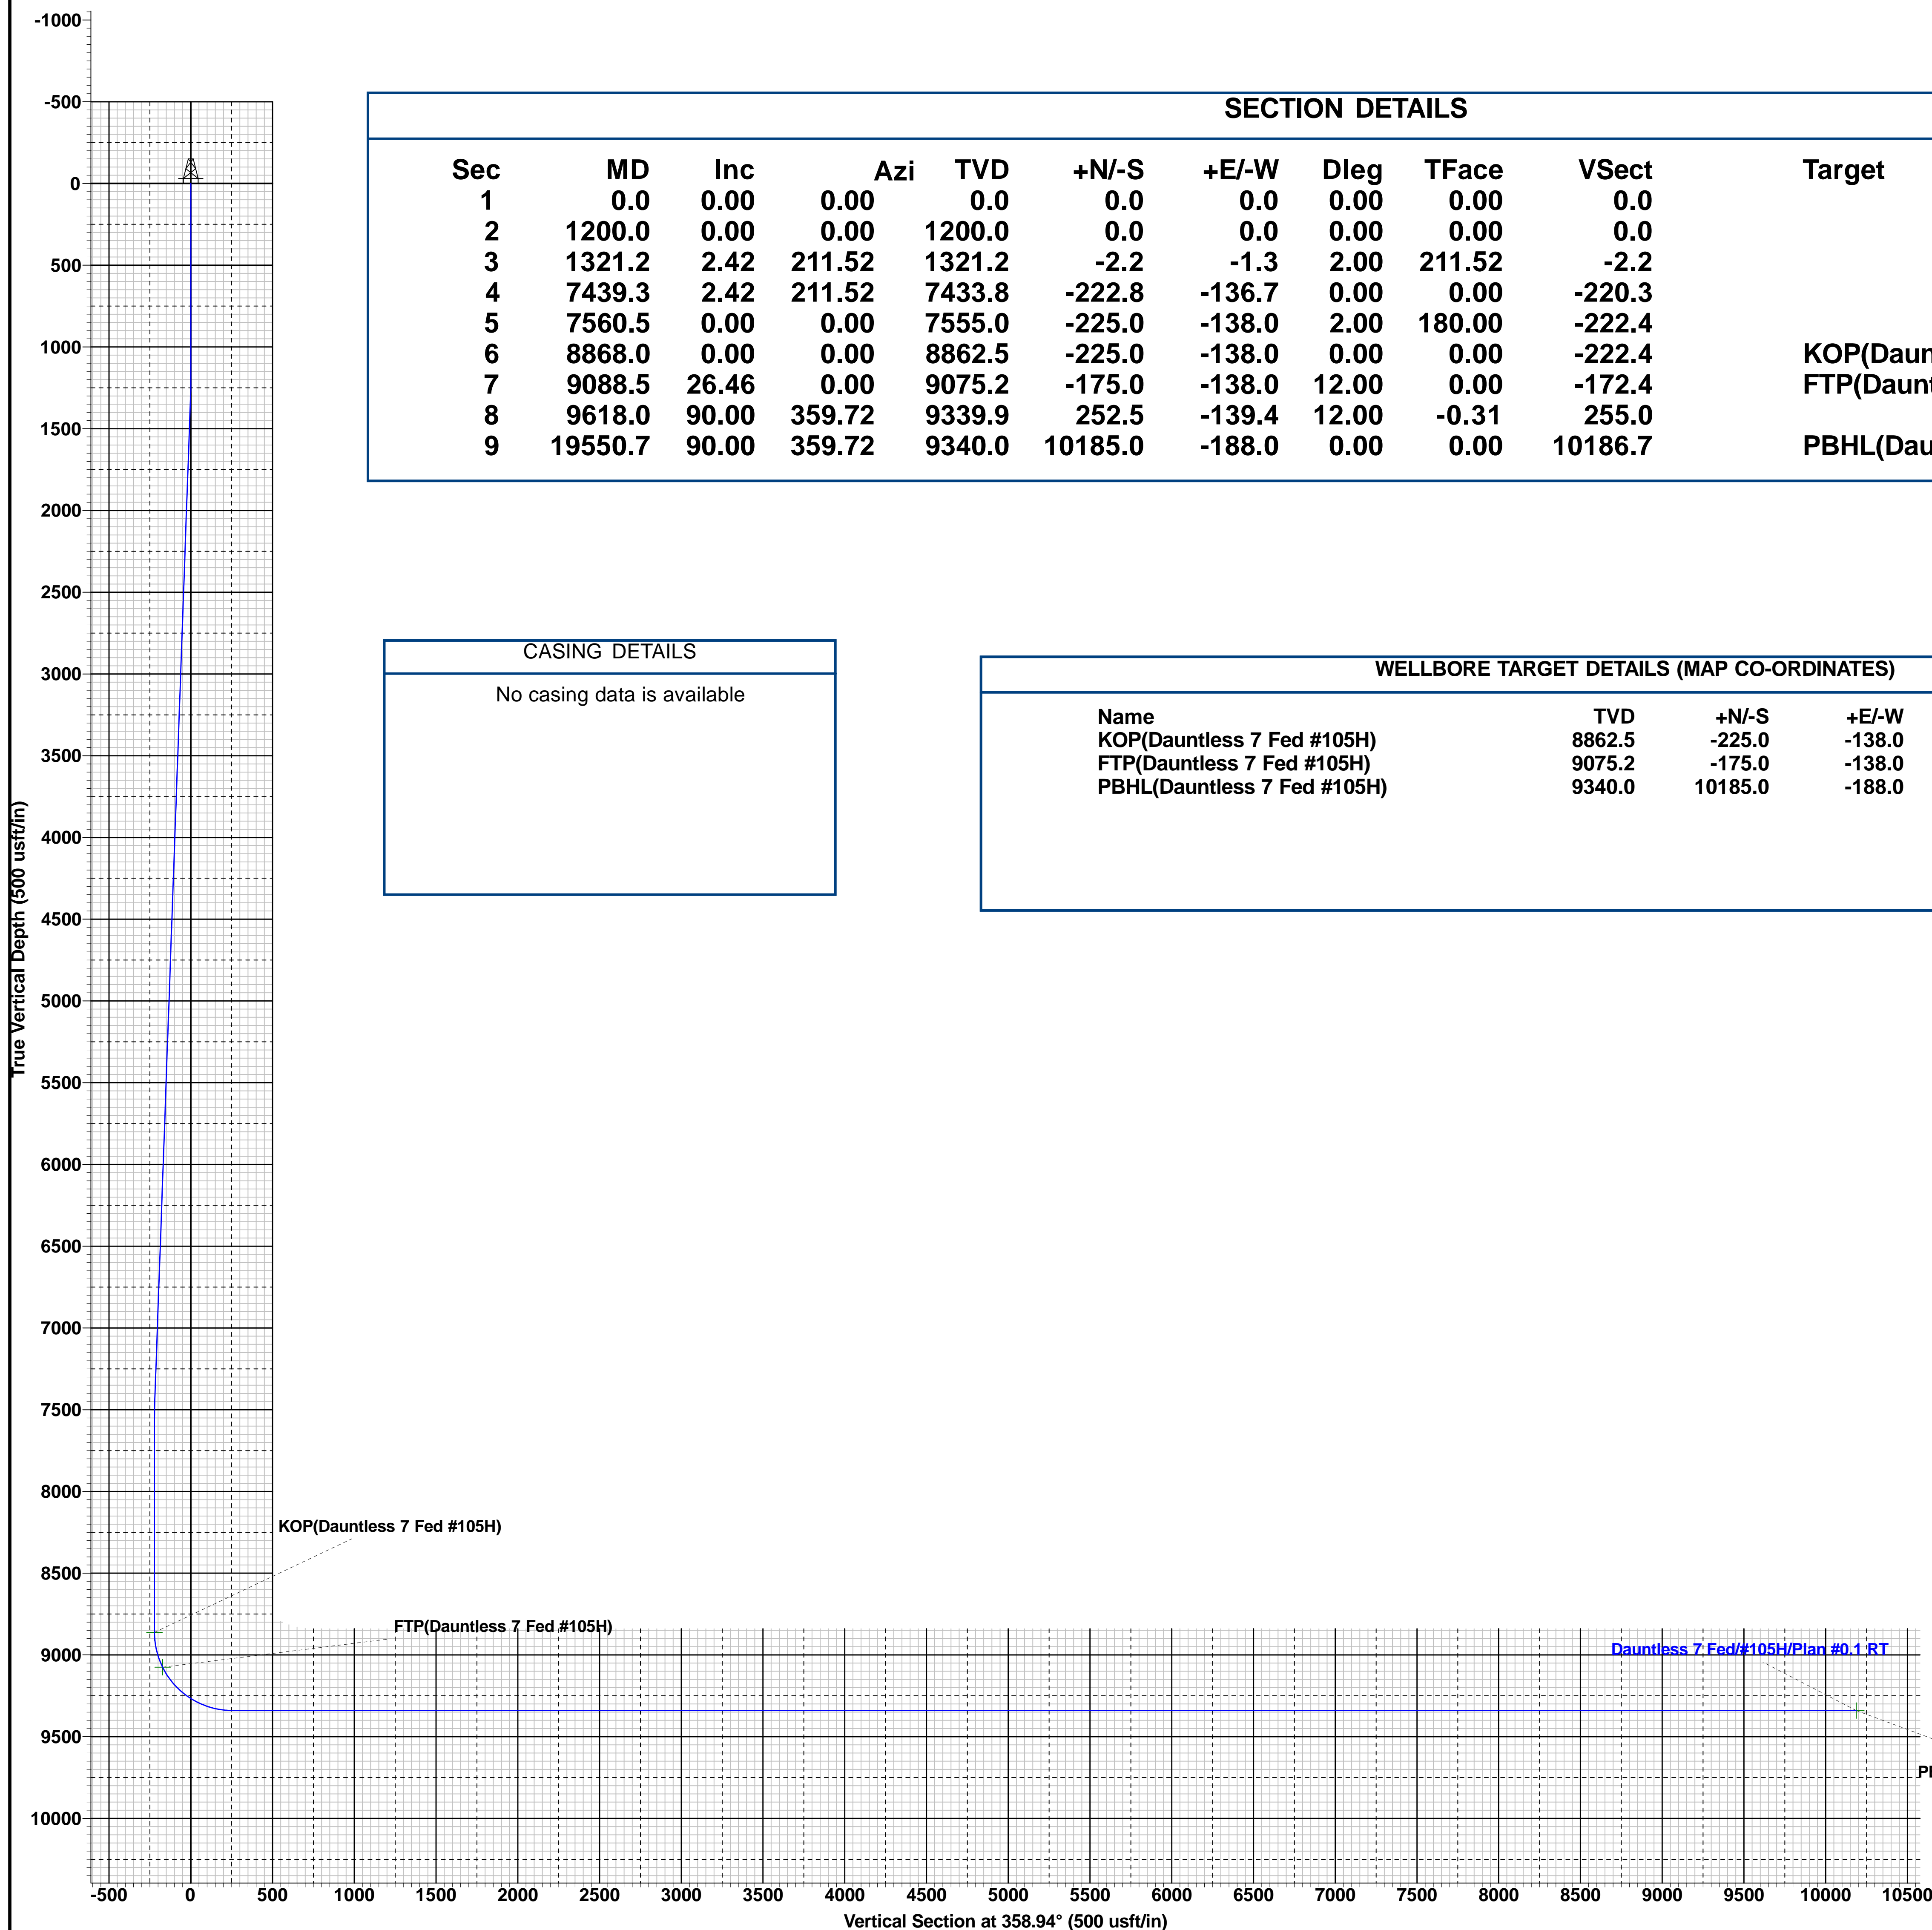 SECTION DETAILS
Sec MD Inc Azi TVD +N/-S +E/-W Dleg TFace VSect Target
1 0.0 0.00 0.00 0.0 0.0 0.0 0.00 0.00 0.0
2 1200.0 0.00 0.00 1200.0 0.0 0.0 0.00 0.00 0.0
3 1321.2 2.42 211.52 1321.2 -2.2 -1.3 2.00 211.52 -2.2
4 7439.3 2.42 211.52 7433.8 -222.8 -136.7 0.00 0.00 -220.3
5 7560.5 0.00 0.00 7555.0 -225.0 -138.0 2.00 180.00 -222.4
6 8868.0 0.00 0.00 8862.5 -225.0 -138.0 0.00 0.00 -222.4 KOP(Daun
7 9088.5 26.46 0.00 9075.2 -175.0 -138.0 12.00 0.00 -172.4 FTP(Daunt
8 9618.0 90.00 359.72 9339.9 252.5 -139.4 12.00 -0.31 255.0
9 19550.7 90.00 359.72 9340.0 10185.0 -188.0 0.00 0.00 10186.7 PBHL(Dau
CASING DETAILS
No casing data is available
WELLBORE TARGET DETAILS (MAP CO-ORDINATES)
Name TVD +N/-S +E/-W
KOP(Dauntless 7 Fed #105H) 8862.5 -225.0 -138.0
FTP(Dauntless 7 Fed #105H) 9075.2 -175.0 -138.0
PBHL(Dauntless 7 Fed #105H) 9340.0 10185.0 -188.0
True Vertical Depth (500 usft/in)
-1000
-500
0
500
1000
1500
2000
2500
3000
3500
4000
4500
5000
5500
6000
6500
7000
7500
8000
8500
9000
9500
10000
KOP(Dauntless 7 Fed #105H)
FTP(Dauntless 7 Fed #105H)
Dauntless 7 Fed/#105H/Plan #0.1 RT
-500 0 500 1000 1500 2000 2500 3000 3500 4000 4500 5000 5500 6000 6500 7000 7500 8000 8500 9000 9500 10000 10500
Vertical Section at 358.94° (500 usft/in)